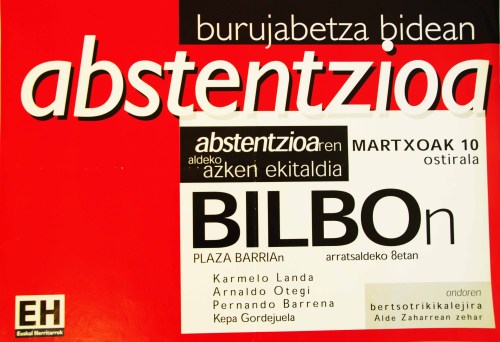 burujabetza bidean
abstentzioa
abstentzioaren
aldeko
azken ekitaldia
MARTXOAK 10
ostirala
BILBOn
PLAZA BARRIAn
arratsaldeko 8etan
Karmelo Landa
Arnaldo Otegi
Pernando Barrena
Kepa Gordejuela
ondoren
bertsotrikikalejira
Alde Zaharrean zehar
EH
Euskal Herritarrok